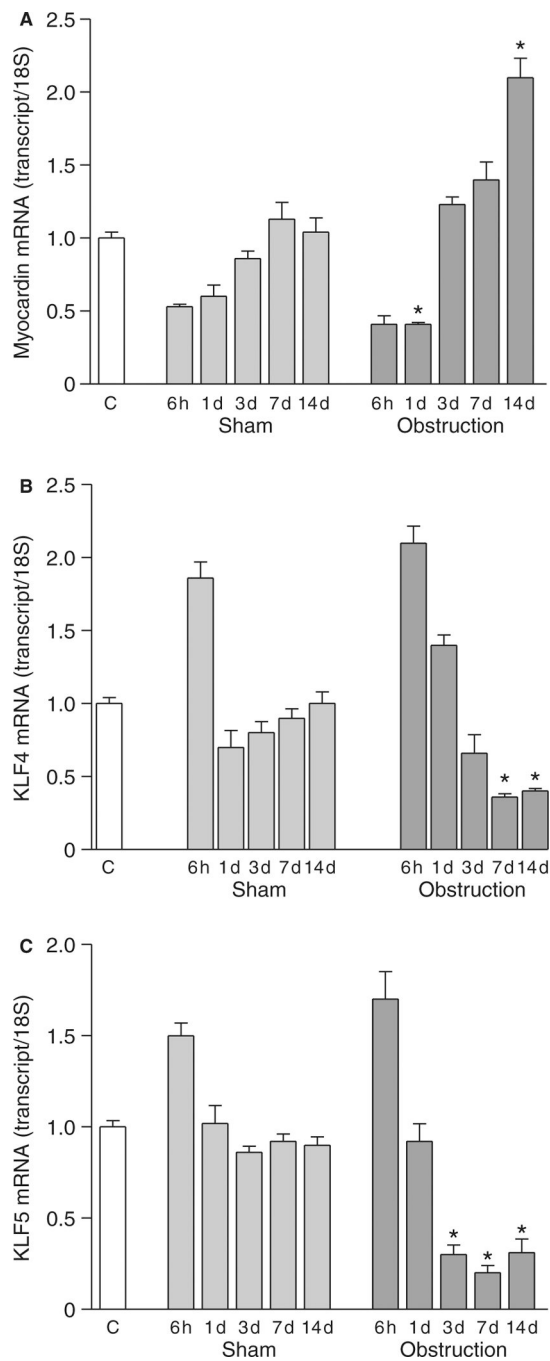 A
Myocardin mRNA (transcript/18S)
2.5
2.0
1.5
1.0
0.5
0
*
*
C 6h 1d 3d 7d 14d 6h 1d 3d 7d 14d
Sham Obstruction
B
KLF4 mRNA (transcript/18S)
2.5
2.0
1.5
1.0
0.5
0
* *
C 6h 1d 3d 7d 14d 6h 1d 3d 7d 14d
Sham Obstruction
C
KLF5 mRNA (transcript/18S)
2.0
1.5
1.0
0.5
0
* * *
C 6h 1d 3d 7d 14d 6h 1d 3d 7d 14d
Sham Obstruction